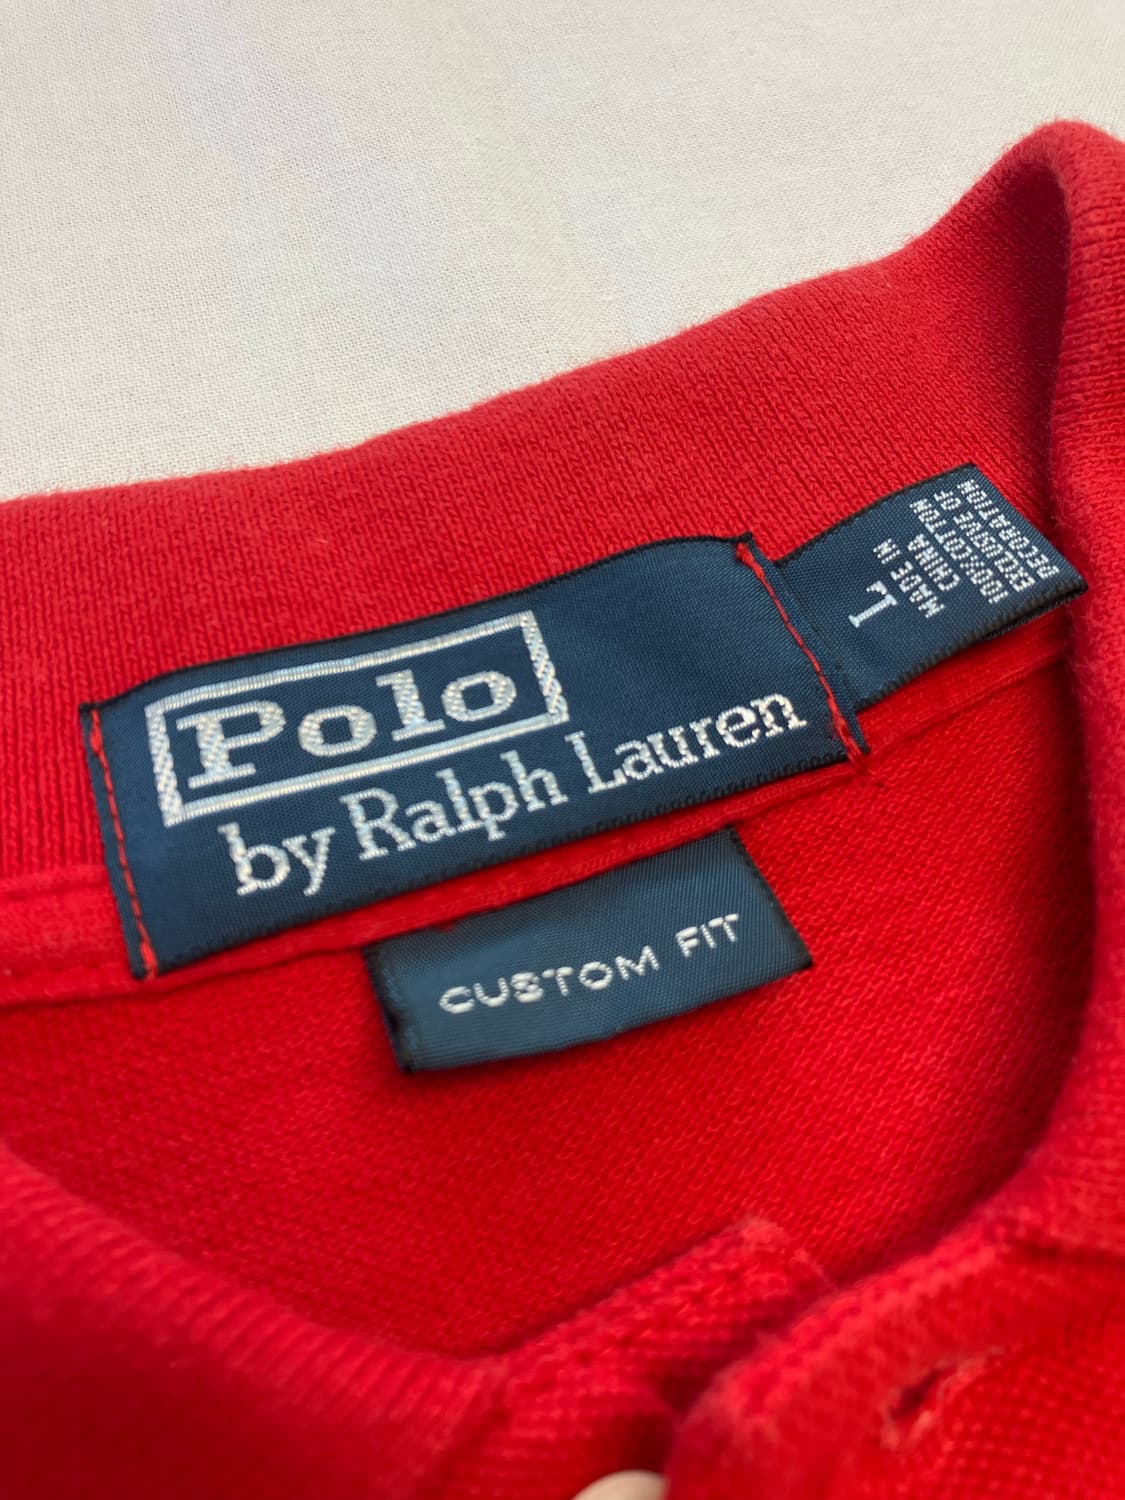 Polo
by Ralph Lauren
L
MADE IN
CHINA
100% COTTON
EXCLUSIVE OF
DECORATION
CUSTOM FIT